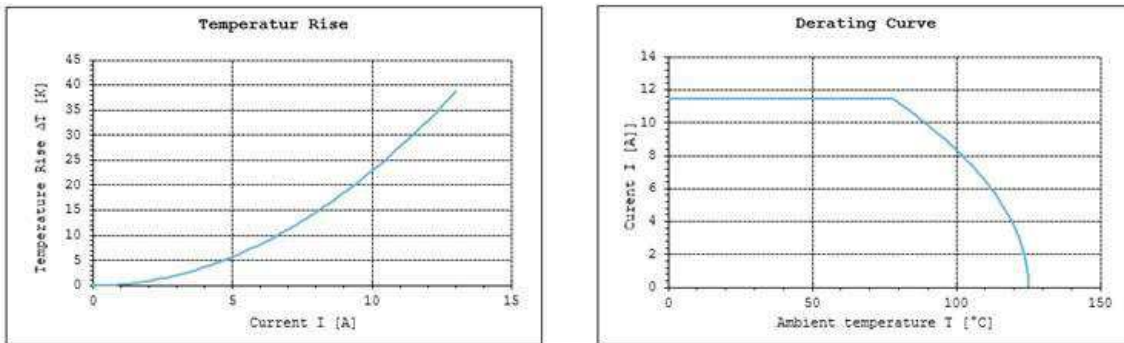 Temperatur Rise
Temperature Rise ΔT [K]
45
40
35
30
25
20
15
10
5
0
0 5 10 15
Current I [A]
Derating Curve
Curent I [A]]
14
12
10
8
6
4
2
0
0 50 100 150
Ambient temperature T [°C]